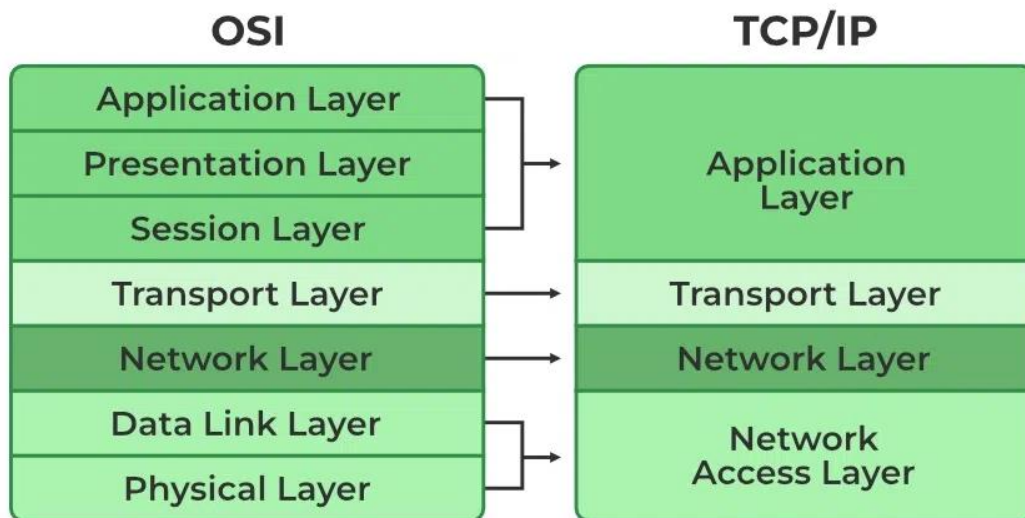 OSI
Application Layer
Presentation Layer
Session Layer
Transport Layer
Network Layer
Data Link Layer
Physical Layer
TCP/IP
Application
Layer
Transport Layer
Network Layer
Network
Access Layer